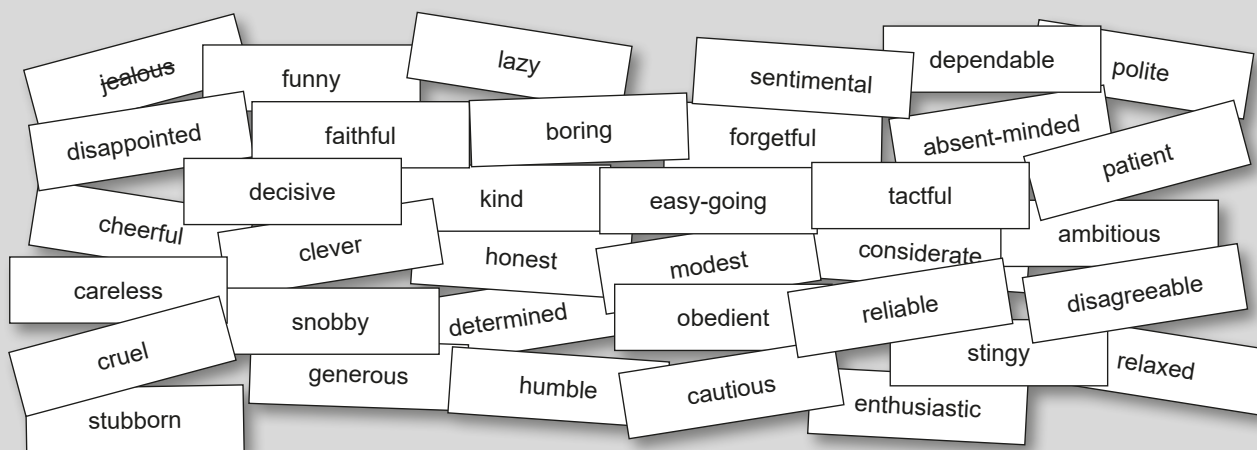 jealous
funny
lazy
sentimental
dependable
polite
disappointed
faithful
boring
forgetful
absent-minded
patient
decisive
kind
easy-going
tactful
cheerful
clever
honest
modest
considerate
ambitious
careless
snobby
determined
obedient
reliable
disagreeable
cruel
generous
humble
cautious
stingy
relaxed
stubborn
enthusiastic